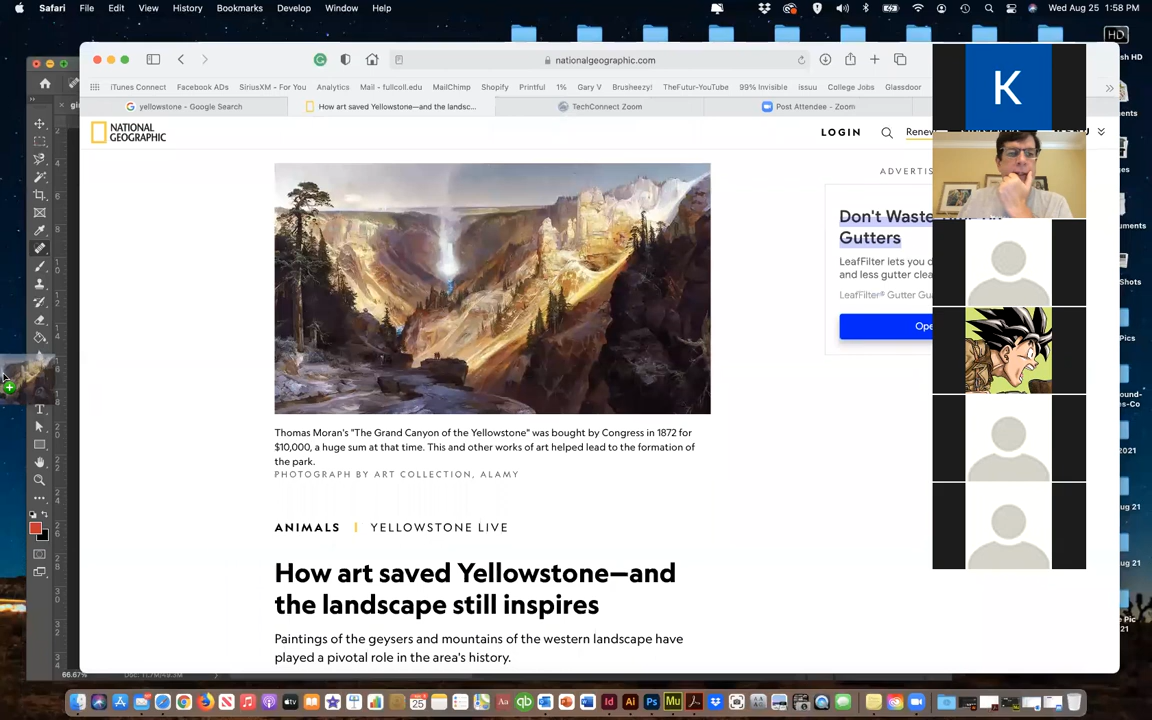 Safari File Edit View History Bookmarks Develop Window Help
Wed Aug 25 1:58 PM
HD
nationalgeographic.com
iTunes Connect Facebook ADs SiriusXM - For You Analytics Mail - fullcoll.edu MailChimp Shopify Printful 1% Gary V Brusheezy! TheFutur-YouTube 99% Invisible issuu College Jobs Glassdoor
yellowstone - Google Search
How art saved Yellowstone—and the landsc...
TechConnect Zoom
Post Attendee - Zoom
NATIONAL
GEOGRAPHIC
LOGIN
Renew
K
ADVERTIS
Don't Waste
Gutters
LeafFilter lets you d
and less gutter clea
LeafFilter® Gutter Gu
Ope
Thomas Moran's "The Grand Canyon of the Yellowstone" was bought by Congress in 1872 for
$10,000, a huge sum at that time. This and other works of art helped lead to the formation of
the park.
PHOTOGRAPH BY ART COLLECTION, ALAMY
ANIMALS | YELLOWSTONE LIVE
How art saved Yellowstone—and
the landscape still inspires
Paintings of the geysers and mountains of the western landscape have
played a pivotal role in the area's history.
66.67%